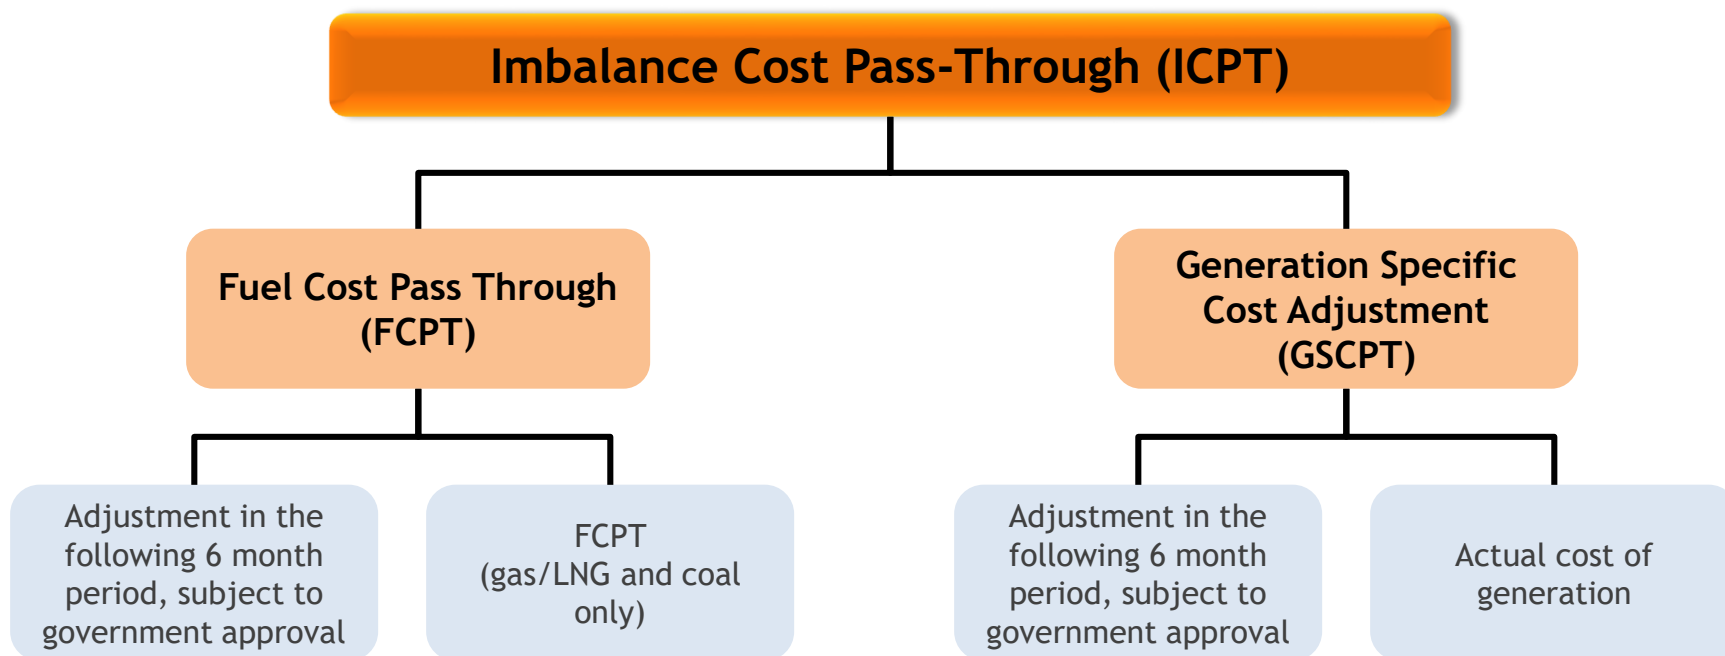 Imbalance Cost Pass-Through (ICPT)
Fuel Cost Pass Through
(FCPT)
Generation Specific
Cost Adjustment
(GSCPT)
Adjustment in the
following 6 month
period, subject to
government approval
FCPT
(gas/LNG and coal
only)
Adjustment in the
following 6 month
period, subject to
government approval
Actual cost of
generation